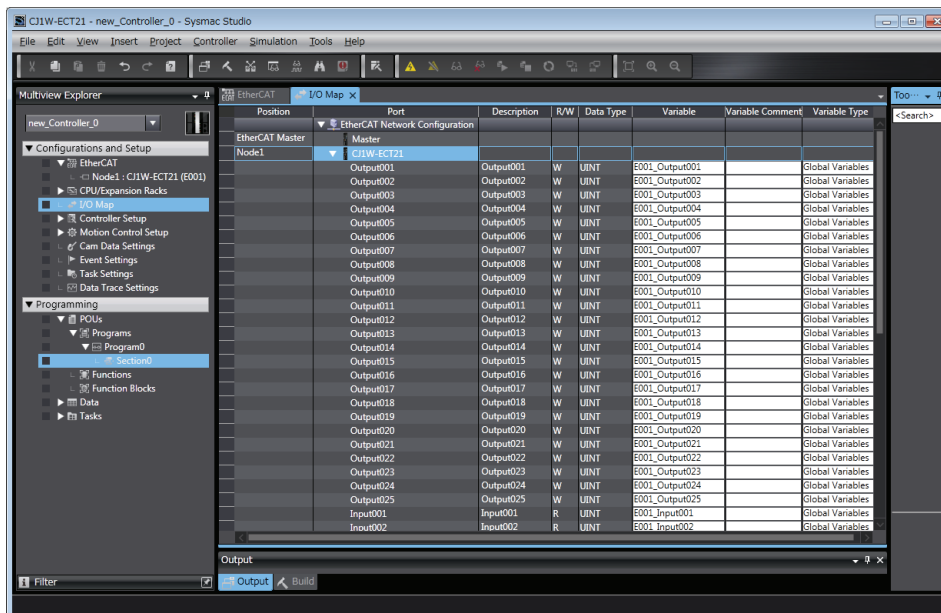 CJ1W-ECT21 - new_Controller_0 - Sysmac Studio
File Edit View Insert Project Controller Simulation Tools Help
Multiview Explorer
new_Controller_0
Configurations and Setup
EtherCAT
Node1 : CJ1W-ECT21 (E001)
CPU/Expansion Racks
I/O Map
Controller Setup
Motion Control Setup
Cam Data Settings
Event Settings
Task Settings
Data Trace Settings
Programming
POUs
Programs
Program0
Section0
Functions
Function Blocks
Data
Tasks
Filter
EtherCAT I/O Map
Position Port Description R/W Data Type Variable Variable Comment Variable Type
EtherCAT Network Configuration
EtherCAT Master Master
Node1 CJ1W-ECT21
Output001 Output001 W UINT E001_Output001 Global Variables
Output002 Output002 W UINT E001_Output002 Global Variables
Output003 Output003 W UINT E001_Output003 Global Variables
Output004 Output004 W UINT E001_Output004 Global Variables
Output005 Output005 W UINT E001_Output005 Global Variables
Output006 Output006 W UINT E001_Output006 Global Variables
Output007 Output007 W UINT E001_Output007 Global Variables
Output008 Output008 W UINT E001_Output008 Global Variables
Output009 Output009 W UINT E001_Output009 Global Variables
Output010 Output010 W UINT E001_Output010 Global Variables
Output011 Output011 W UINT E001_Output011 Global Variables
Output012 Output012 W UINT E001_Output012 Global Variables
Output013 Output013 W UINT E001_Output013 Global Variables
Output014 Output014 W UINT E001_Output014 Global Variables
Output015 Output015 W UINT E001_Output015 Global Variables
Output016 Output016 W UINT E001_Output016 Global Variables
Output017 Output017 W UINT E001_Output017 Global Variables
Output018 Output018 W UINT E001_Output018 Global Variables
Output019 Output019 W UINT E001_Output019 Global Variables
Output020 Output020 W UINT E001_Output020 Global Variables
Output021 Output021 W UINT E001_Output021 Global Variables
Output022 Output022 W UINT E001_Output022 Global Variables
Output023 Output023 W UINT E001_Output023 Global Variables
Output024 Output024 W UINT E001_Output024 Global Variables
Output025 Output025 W UINT E001_Output025 Global Variables
Input001 Input001 R UINT E001_Input001 Global Variables
Input002 Input002 R UINT E001_Input002 Global Variables
Output
Output Build
Too...
<Search>